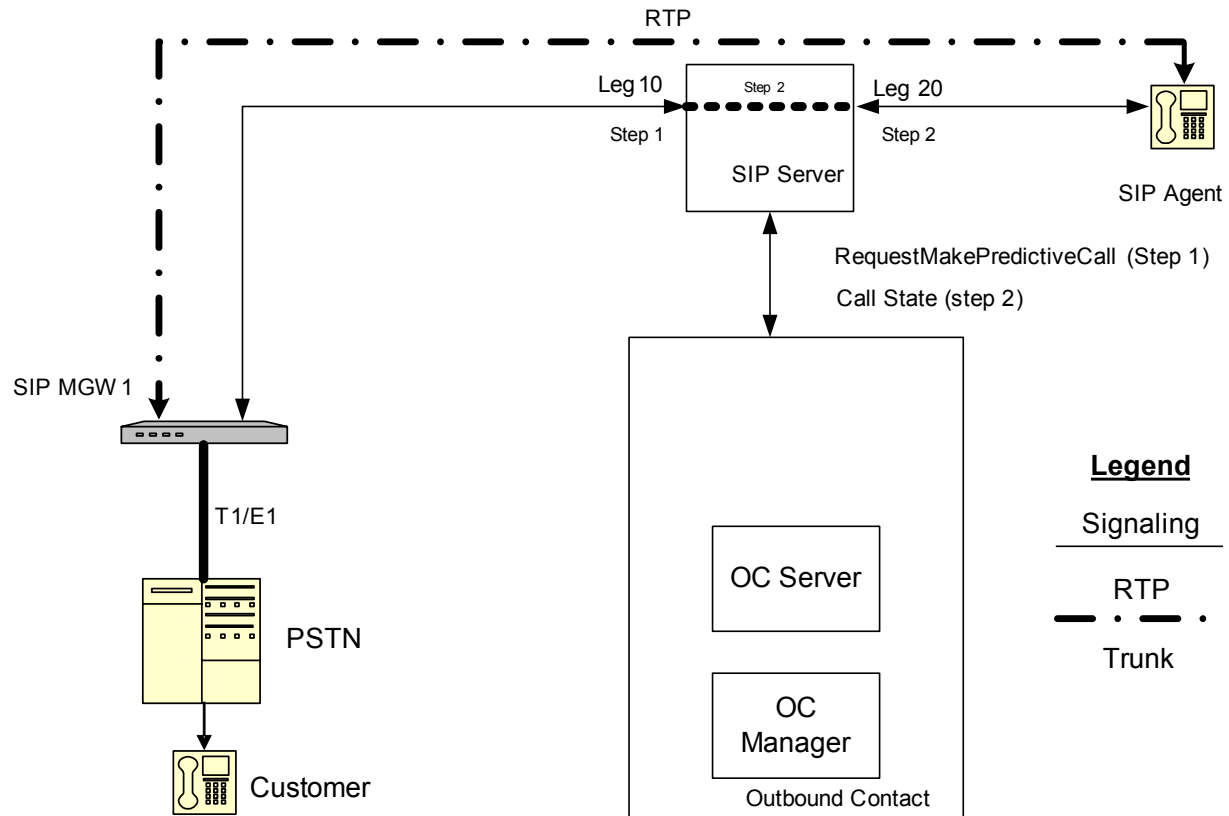 RTP
Leg 10
Step 2
Leg 20
Step 1
Step 2
SIP Server
SIP Agent
RequestMakePredictiveCall (Step 1)
Call State (step 2)
SIP MGW 1
T1/E1
Legend
Signaling
OC Server
RTP
PSTN
Trunk
OC
Manager
Customer
Outbound Contact